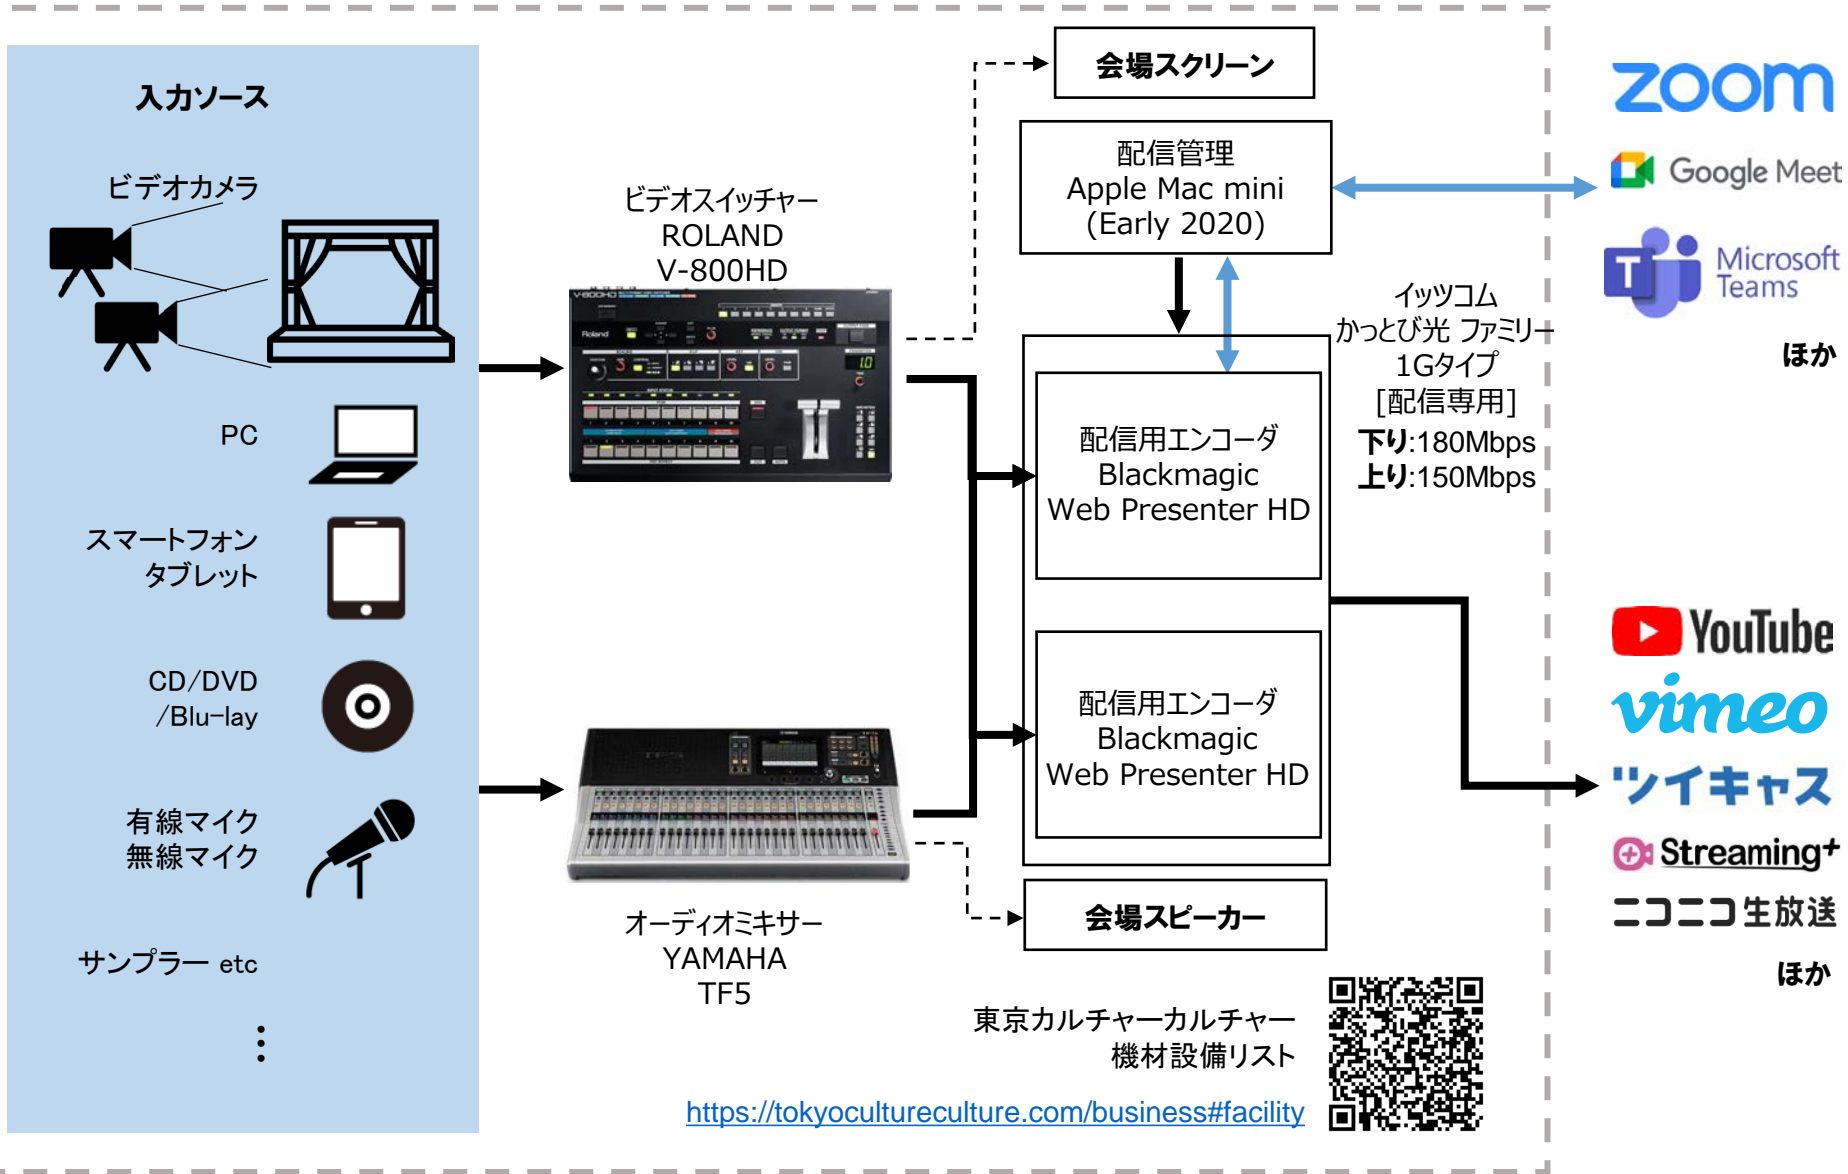 入力ソース
ビデオカメラ
PC
スマートフォン
タブレット
CD/DVD
/Blu-lay
有線マイク
無線マイク
サンプラー etc
⋮
ビデオスイッチャー
ROLAND
V-800HD
V-800HD
Roland
1.0
オーディオミキサー
YAMAHA
TF5
会場スクリーン
配信管理
Apple Mac mini
(Early 2020)
配信用エンコーダ
Blackmagic
Web Presenter HD
配信用エンコーダ
Blackmagic
Web Presenter HD
会場スピーカー
イッツコム
かっとび光 ファミリー
1Gタイプ
[配信専用]
下り:180Mbps
上り:150Mbps
zoom
Google Meet
T
Microsoft
Teams
ほか
YouTube
vimeo
ツイキャス
Streaming+
ニコニコ生放送
ほか
東京カルチャーカルチャー
機材設備リスト
https://tokyocultureculture.com/business#facility